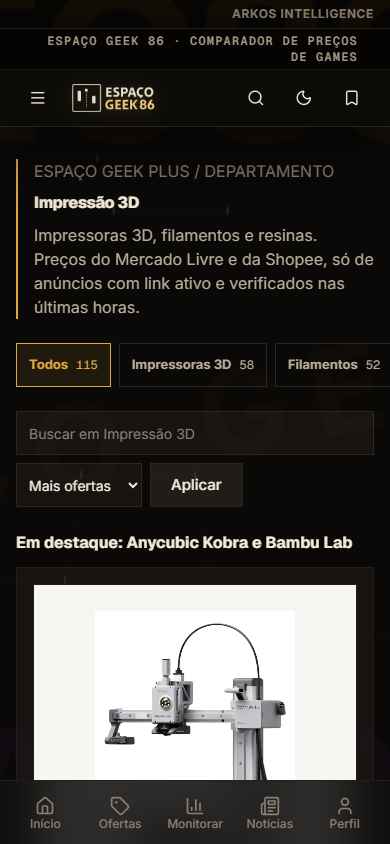 ARKOS INTELLIGENCE
ESPAÇO GEEK 86 · COMPARADOR DE PREÇOS
DE GAMES
ESPAÇO
GEEK86
ESPAÇO GEEK PLUS / DEPARTAMENTO
Impressão 3D
Impressoras 3D, filamentos e resinas.
Preços do Mercado Livre e da Shopee, só de
anúncios com link ativo e verificados nas
últimas horas.
Todos 115
Impressoras 3D 58
Filamentos 52
Buscar em Impressão 3D
Mais ofertas
Aplicar
Em destaque: Anycubic Kobra e Bambu Lab
Início
Ofertas
Monitorar
Notícias
Perfil